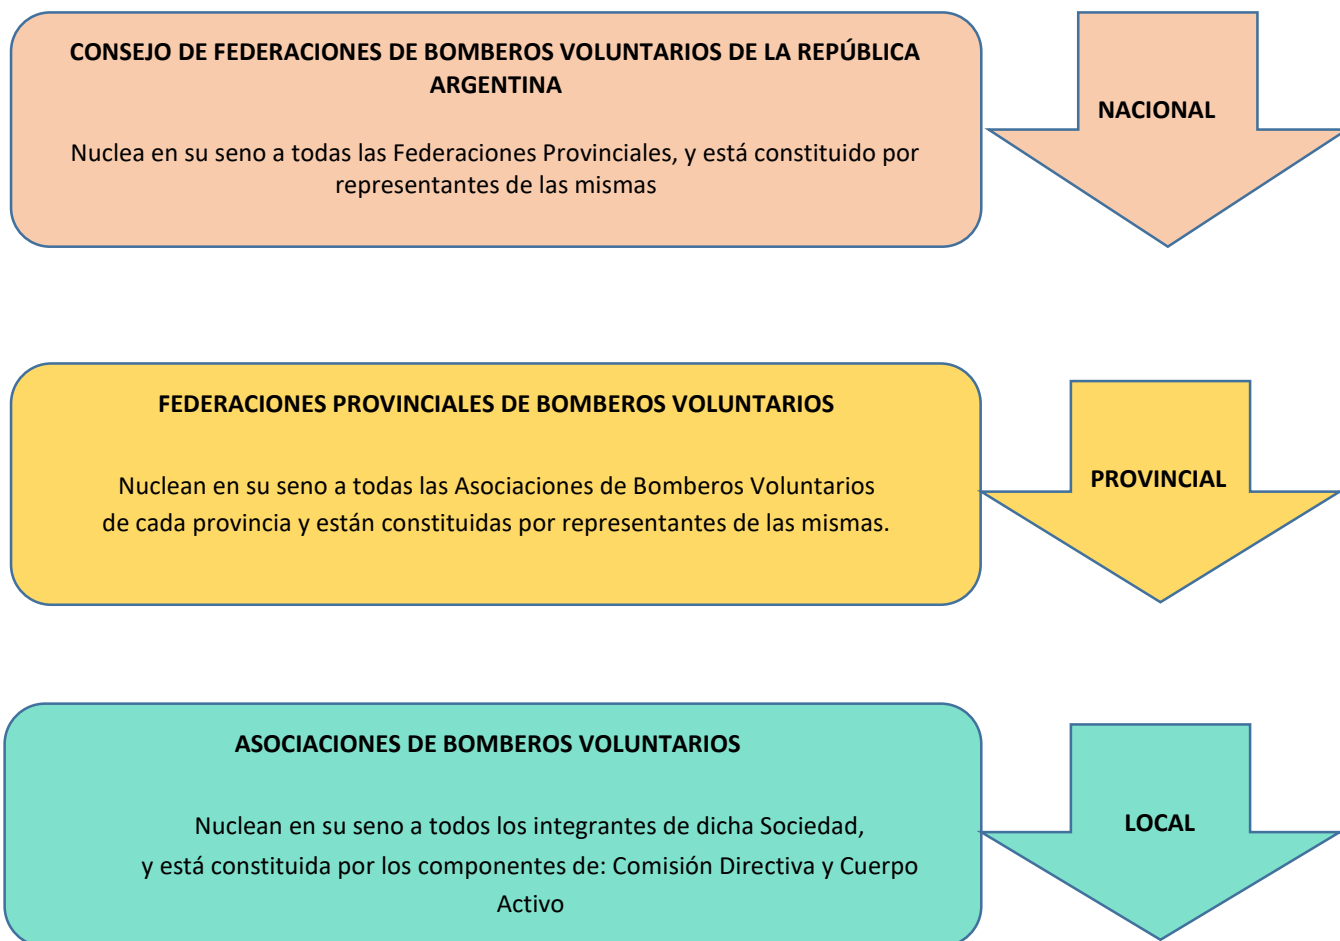 CONSEJO DE FEDERACIONES DE BOMBEROS VOLUNTARIOS DE LA REPÚBLICA
ARGENTINA
Nuclea en su seno a todas las Federaciones Provinciales, y está constituido por
representantes de las mismas
NACIONAL
FEDERACIONES PROVINCIALES DE BOMBEROS VOLUNTARIOS
Nuclean en su seno a todas las Asociaciones de Bomberos Voluntarios
de cada provincia y están constituidas por representantes de las mismas.
PROVINCIAL
ASOCIACIONES DE BOMBEROS VOLUNTARIOS
Nuclean en su seno a todos los integrantes de dicha Sociedad,
y está constituida por los componentes de: Comisión Directiva y Cuerpo
Activo
LOCAL